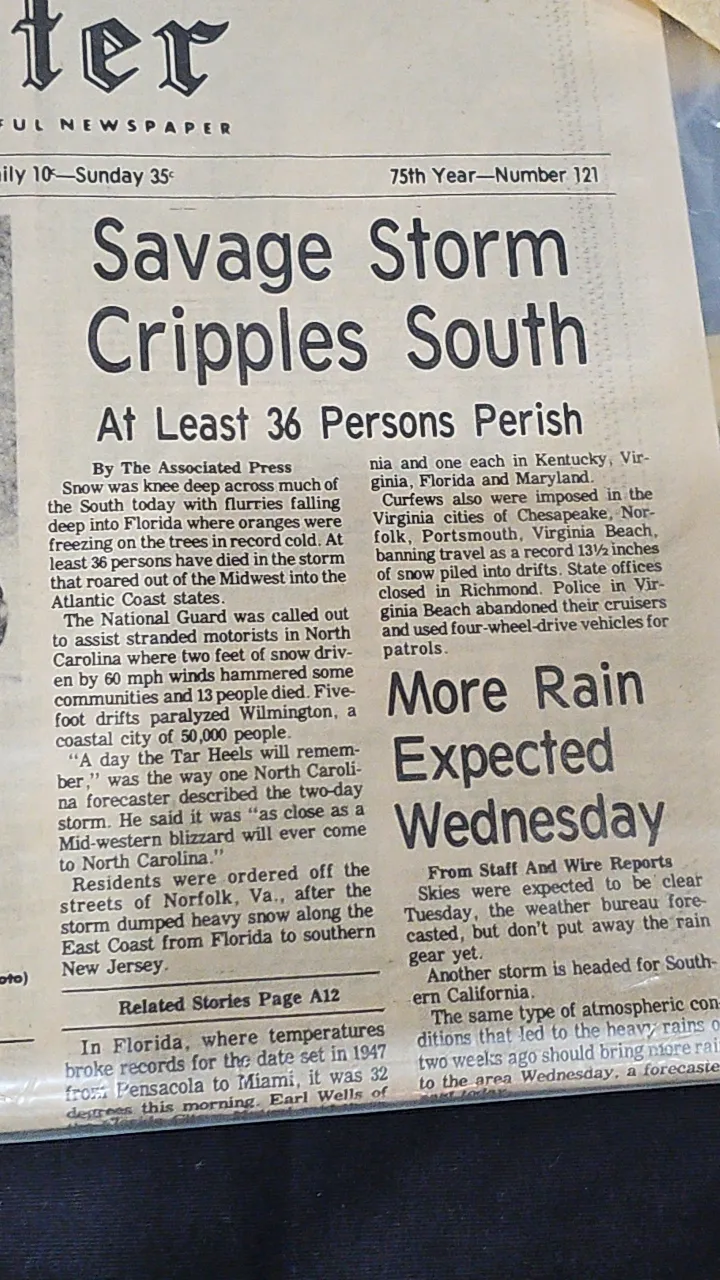 ter
FUL NEWSPAPER
ily 10¢—Sunday 35¢
75th Year—Number 121
Savage Storm
Cripples South
At Least 36 Persons Perish
By The Associated Press
Snow was knee deep across much of
the South today with flurries falling
deep into Florida where oranges were
freezing on the trees in record cold. At
least 36 persons have died in the storm
that roared out of the Midwest into the
Atlantic Coast states.
The National Guard was called out
to assist stranded motorists in North
Carolina where two feet of snow driv-
en by 60 mph winds hammered some
communities and 13 people died. Five-
foot drifts paralyzed Wilmington, a
coastal city of 50,000 people.
"A day the Tar Heels will remem-
ber," was the way one North Caroli-
na forecaster described the two-day
storm. He said it was "as close as a
Mid-western blizzard will ever come
to North Carolina."
Residents were ordered off the
streets of Norfolk, Va., after the
storm dumped heavy snow along the
East Coast from Florida to southern
New Jersey.
Related Stories Page A12
In Florida, where temperatures
broke records for the date set in 1947
from Pensacola to Miami, it was 32
degrees this morning. Earl Wells of
nia and one each in Kentucky, Vir-
ginia, Florida and Maryland.
Curfews also were imposed in the
Virginia cities of Chesapeake, Nor-
folk, Portsmouth, Virginia Beach,
banning travel as a record 13½ inches
of snow piled into drifts. State offices
closed in Richmond. Police in Vir-
ginia Beach abandoned their cruisers
and used four-wheel-drive vehicles for
patrols.
More Rain
Expected
Wednesday
From Staff And Wire Reports
Skies were expected to be clear
Tuesday, the weather bureau fore-
casted, but don't put away the rain
gear yet.
Another storm is headed for South-
ern California.
The same type of atmospheric con-
ditions that led to the heavy rains o
two weeks ago should bring more rai
to the area Wednesday, a forecaste
said today.
oto)